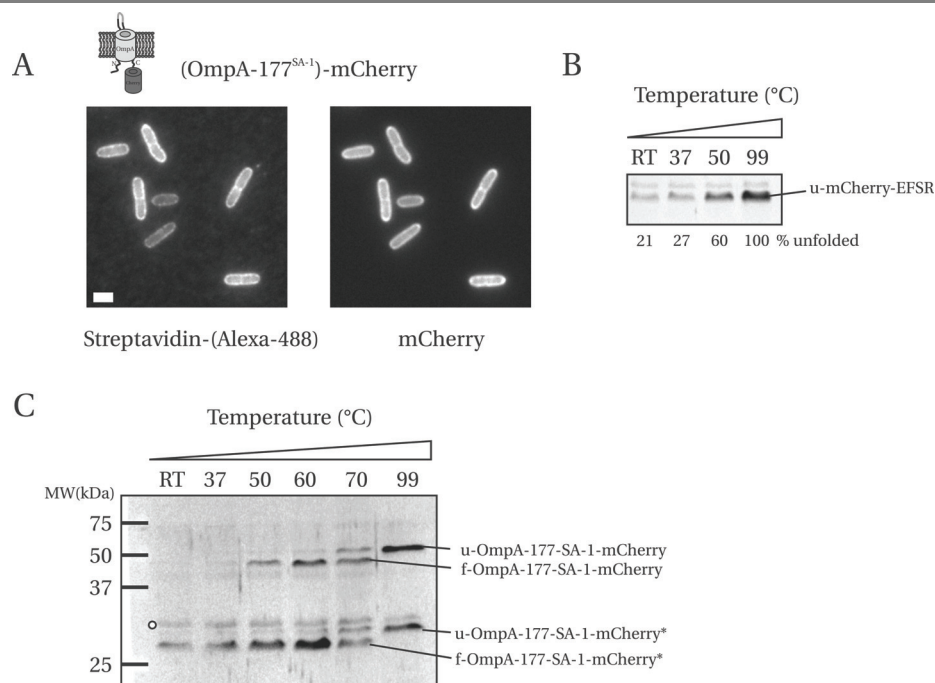 A
OmpA
N
C
(OmpA-177^SA-1)-mCherry
Streptavidin-(Alexa-488)
mCherry
B
Temperature (°C)
RT 37 50 99
u-mCherry-EFSR
21 27 60 100 % unfolded
C
Temperature (°C)
RT 37 50 60 70 99
MW(kDa)
75
50
37
25
u-OmpA-177-SA-1-mCherry
f-OmpA-177-SA-1-mCherry
u-OmpA-177-SA-1-mCherry*
f-OmpA-177-SA-1-mCherry*